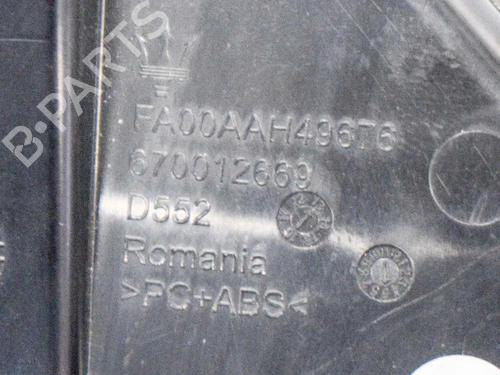 B-PARTS
FA00AAH49676
670012669
D552
Romania
>PC+ABS<